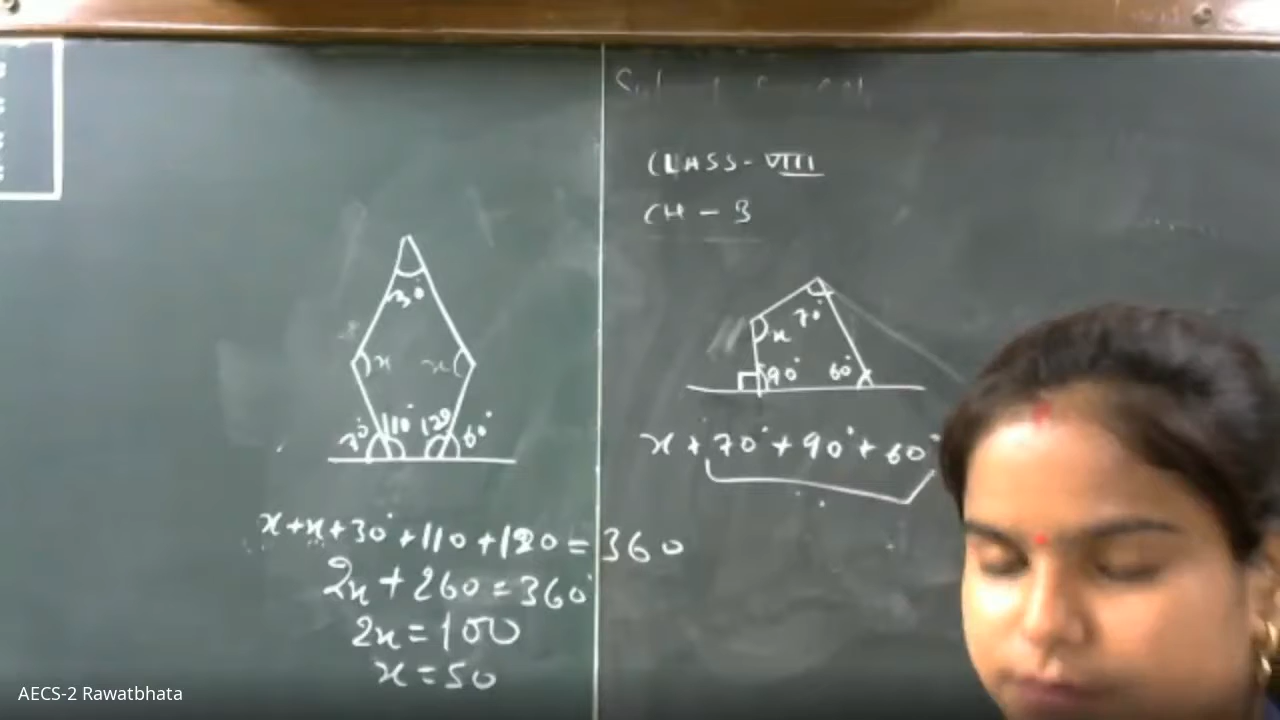 30°
x x
70° 110° 120 60°
x+x+30°+110+120=360
2x+260=360°
2x=100
x=50
CLASS-VIII
CH-3
70°
x
90° 60°
x+70°+90°+60°
AECS-2 Rawatbhata